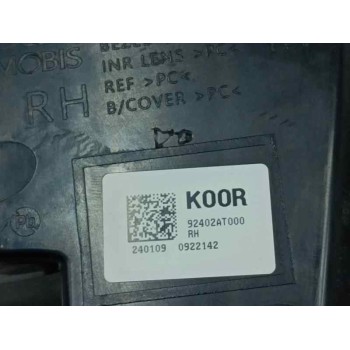 MOBIS
INR LENS >PC<
REF >PC<
RH
B/COVER >PC<
KOOR
92402AT000
RH
240109 0922142